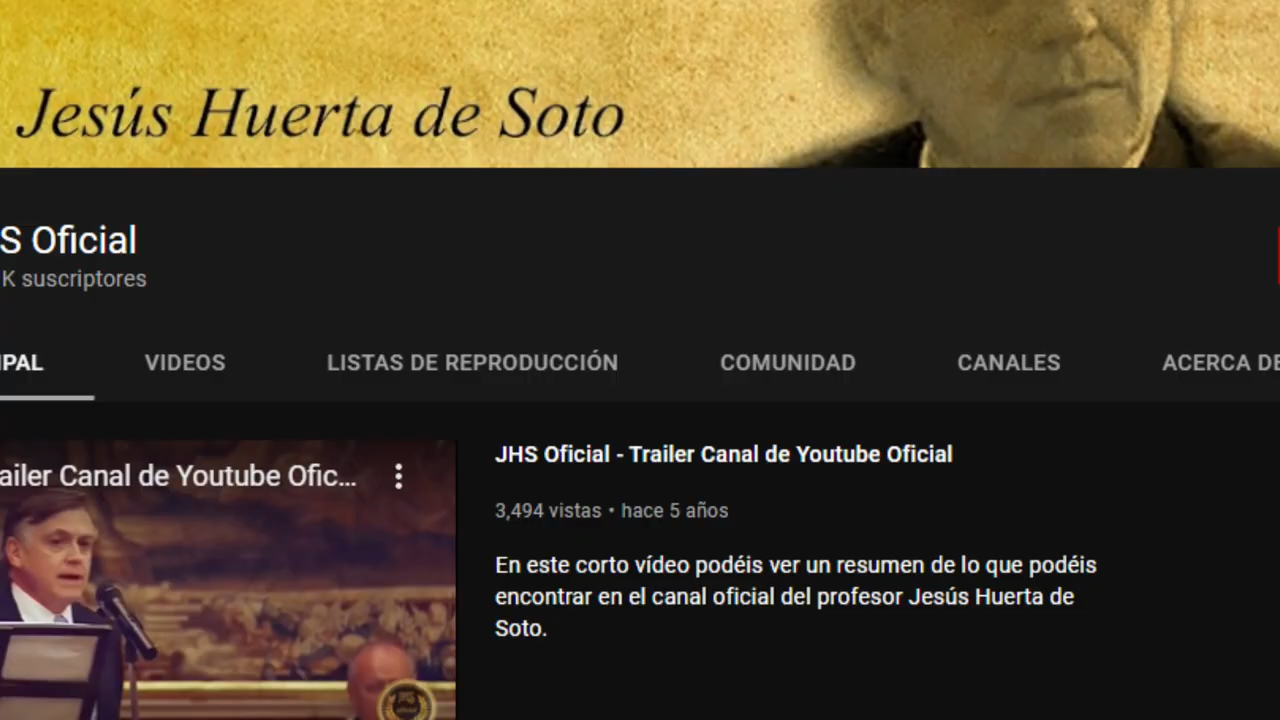 Jesús Huerta de Soto
S Oficial
K suscriptores
IPAL
VIDEOS
LISTAS DE REPRODUCCIÓN
COMUNIDAD
CANALES
ACERCA DE
ailer Canal de Youtube Ofic...
JHS Oficial - Trailer Canal de Youtube Oficial
3,494 vistas • hace 5 años
En este corto vídeo podéis ver un resumen de lo que podéis
encontrar en el canal oficial del profesor Jesús Huerta de
Soto.